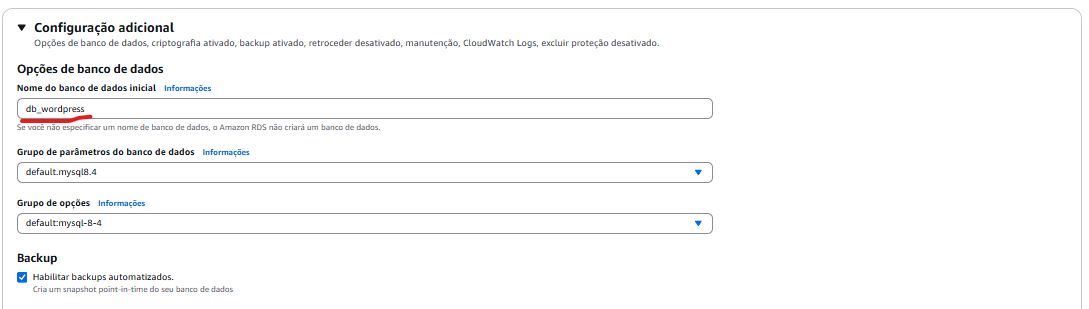 Configuração adicional
Opções de banco de dados, criptografia ativado, backup ativado, retroceder desativado, manutenção, CloudWatch Logs, excluir proteção desativado.
Opções de banco de dados
Nome do banco de dados inicial Informações
db_wordpress
Se você não especificar um nome de banco de dados, o Amazon RDS não criará um banco de dados.
Grupo de parâmetros do banco de dados Informações
default.mysql8.4
Grupo de opções Informações
default:mysql-8-4
Backup
Habilitar backups automatizados.
Cria um snapshot point-in-time do seu banco de dados